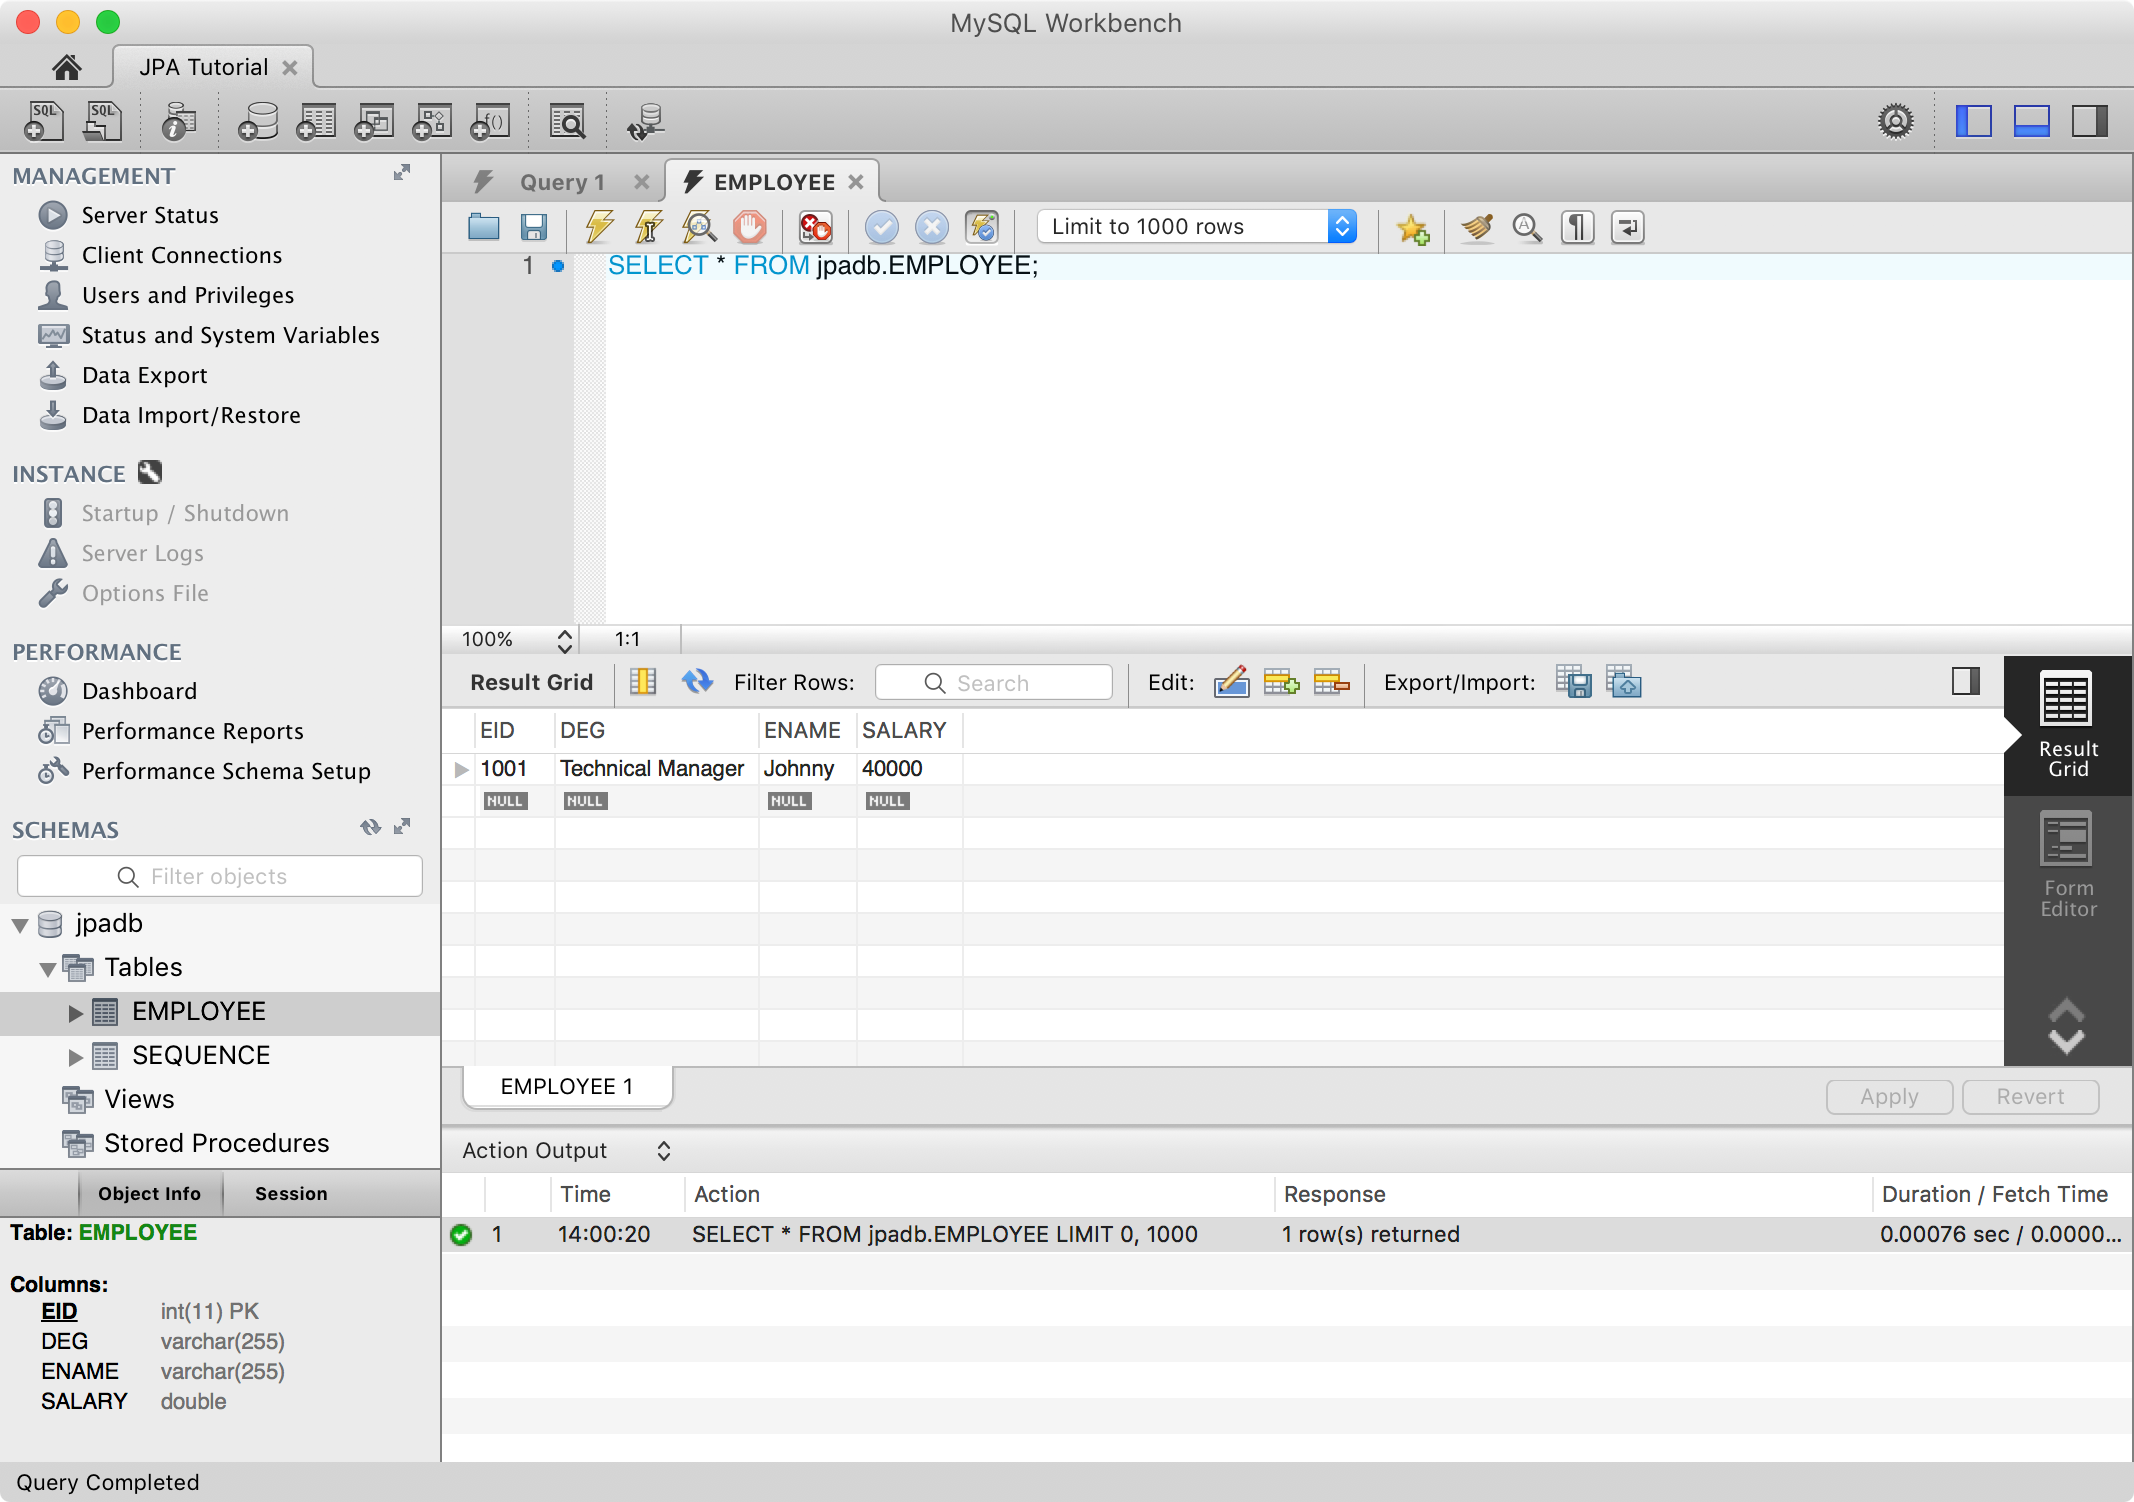 MySQL Workbench
JPA Tutorial
SQL SQL f()
MANAGEMENT
Server Status
Client Connections
Users and Privileges
Status and System Variables
Data Export
Data Import/Restore
INSTANCE
Startup / Shutdown
Server Logs
Options File
PERFORMANCE
Dashboard
Performance Reports
Performance Schema Setup
SCHEMAS
Filter objects
jpadb
Tables
EMPLOYEE
SEQUENCE
Views
Stored Procedures
Object Info Session
Table: EMPLOYEE
Columns:
EID int(11) PK
DEG varchar(255)
ENAME varchar(255)
SALARY double
Query 1 EMPLOYEE
Limit to 1000 rows
1 SELECT * FROM jpadb.EMPLOYEE;
100% 1:1
Result Grid Filter Rows: Search Edit: Export/Import:
EID DEG ENAME SALARY
1001 Technical Manager Johnny 40000
NULL NULL NULL NULL
Result
Grid
Form
Editor
EMPLOYEE 1
Apply Revert
Action Output
Time Action Response Duration / Fetch Time
1 14:00:20 SELECT * FROM jpadb.EMPLOYEE LIMIT 0, 1000 1 row(s) returned 0.00076 sec / 0.0000...
Query Completed